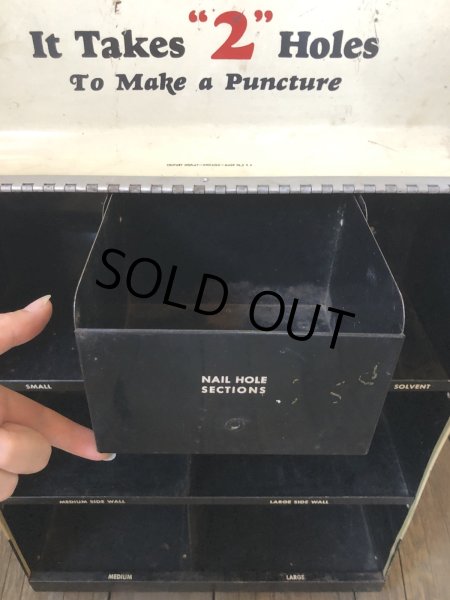 It Takes "2" Holes
To Make a Puncture
SOLD OUT
NAIL HOLE
SECTIONS
SMALL
SOLVENT
MEDIUM SIDE WALL
LARGE SIDE WALL
MEDIUM
LARGE